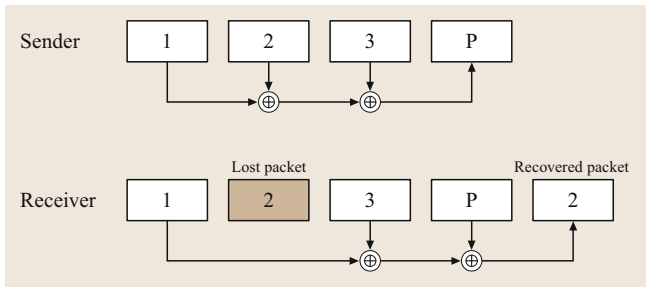 Sender 1 2 3 P
⊕ ⊕
Lost packet Recovered packet
Receiver 1 2 3 P 2
⊕ ⊕